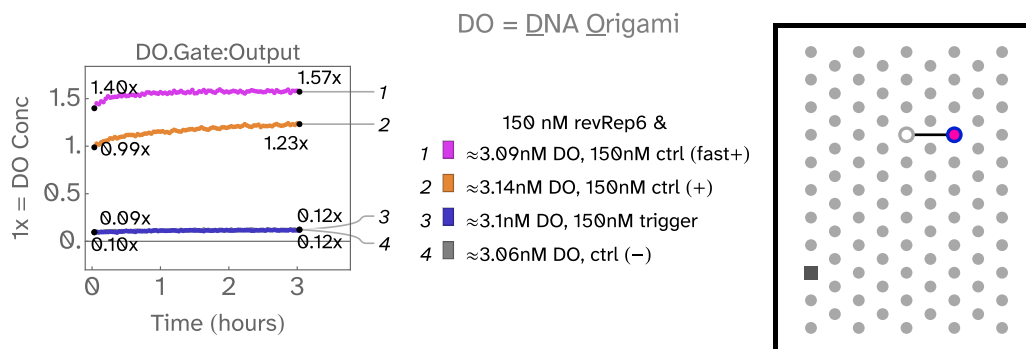 DO = DNA Origami
DO.Gate:Output
1x = DO Conc
1.5
1.0
0.5
0.
1.40x
1.57x
0.99x
1.23x
0.09x
0.12x
0.10x
0.12x
1
2
3
4
0
1
2
3
Time (hours)
150 nM revRep6 &
1 ≈3.09nM DO, 150nM ctrl (fast+)
2 ≈3.14nM DO, 150nM ctrl (+)
3 ≈3.1nM DO, 150nM trigger
4 ≈3.06nM DO, ctrl (−)